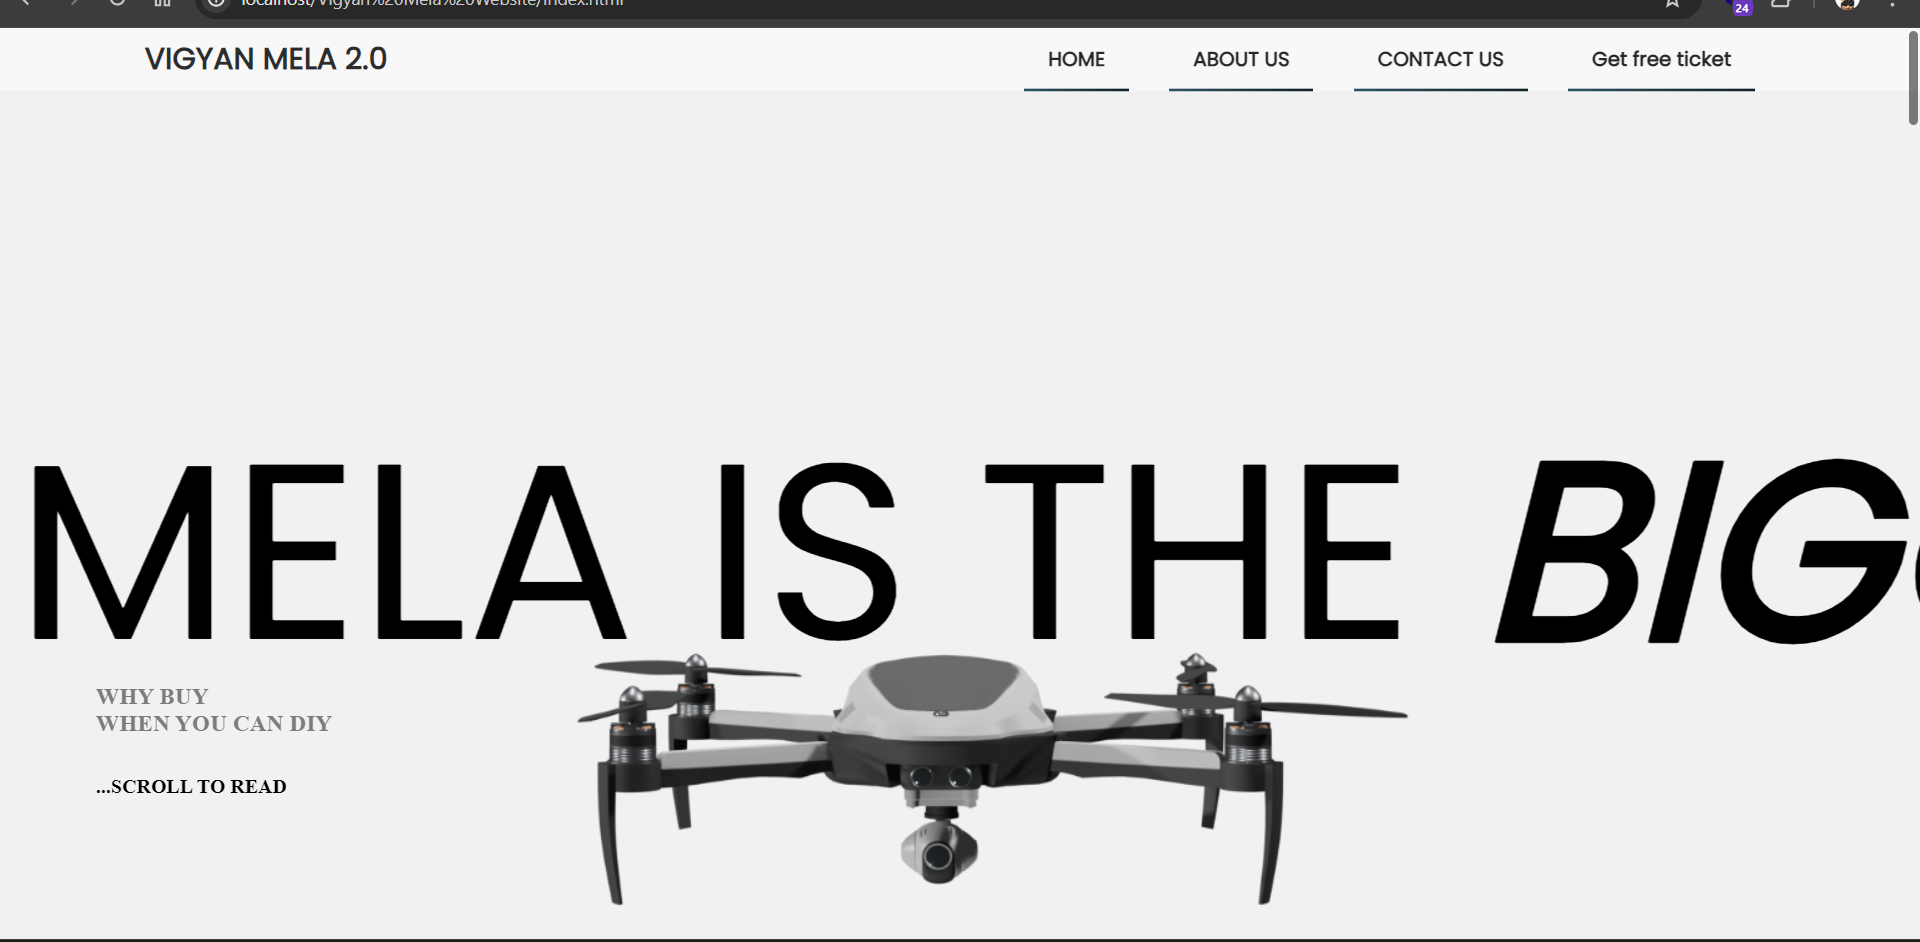 localhost/Vigyan%20Mela%20Website/index.html
24
VIGYAN MELA 2.0
HOME
ABOUT US
CONTACT US
Get free ticket
MELA IS THE BIG
WHY BUY
WHEN YOU CAN DIY
...SCROLL TO READ